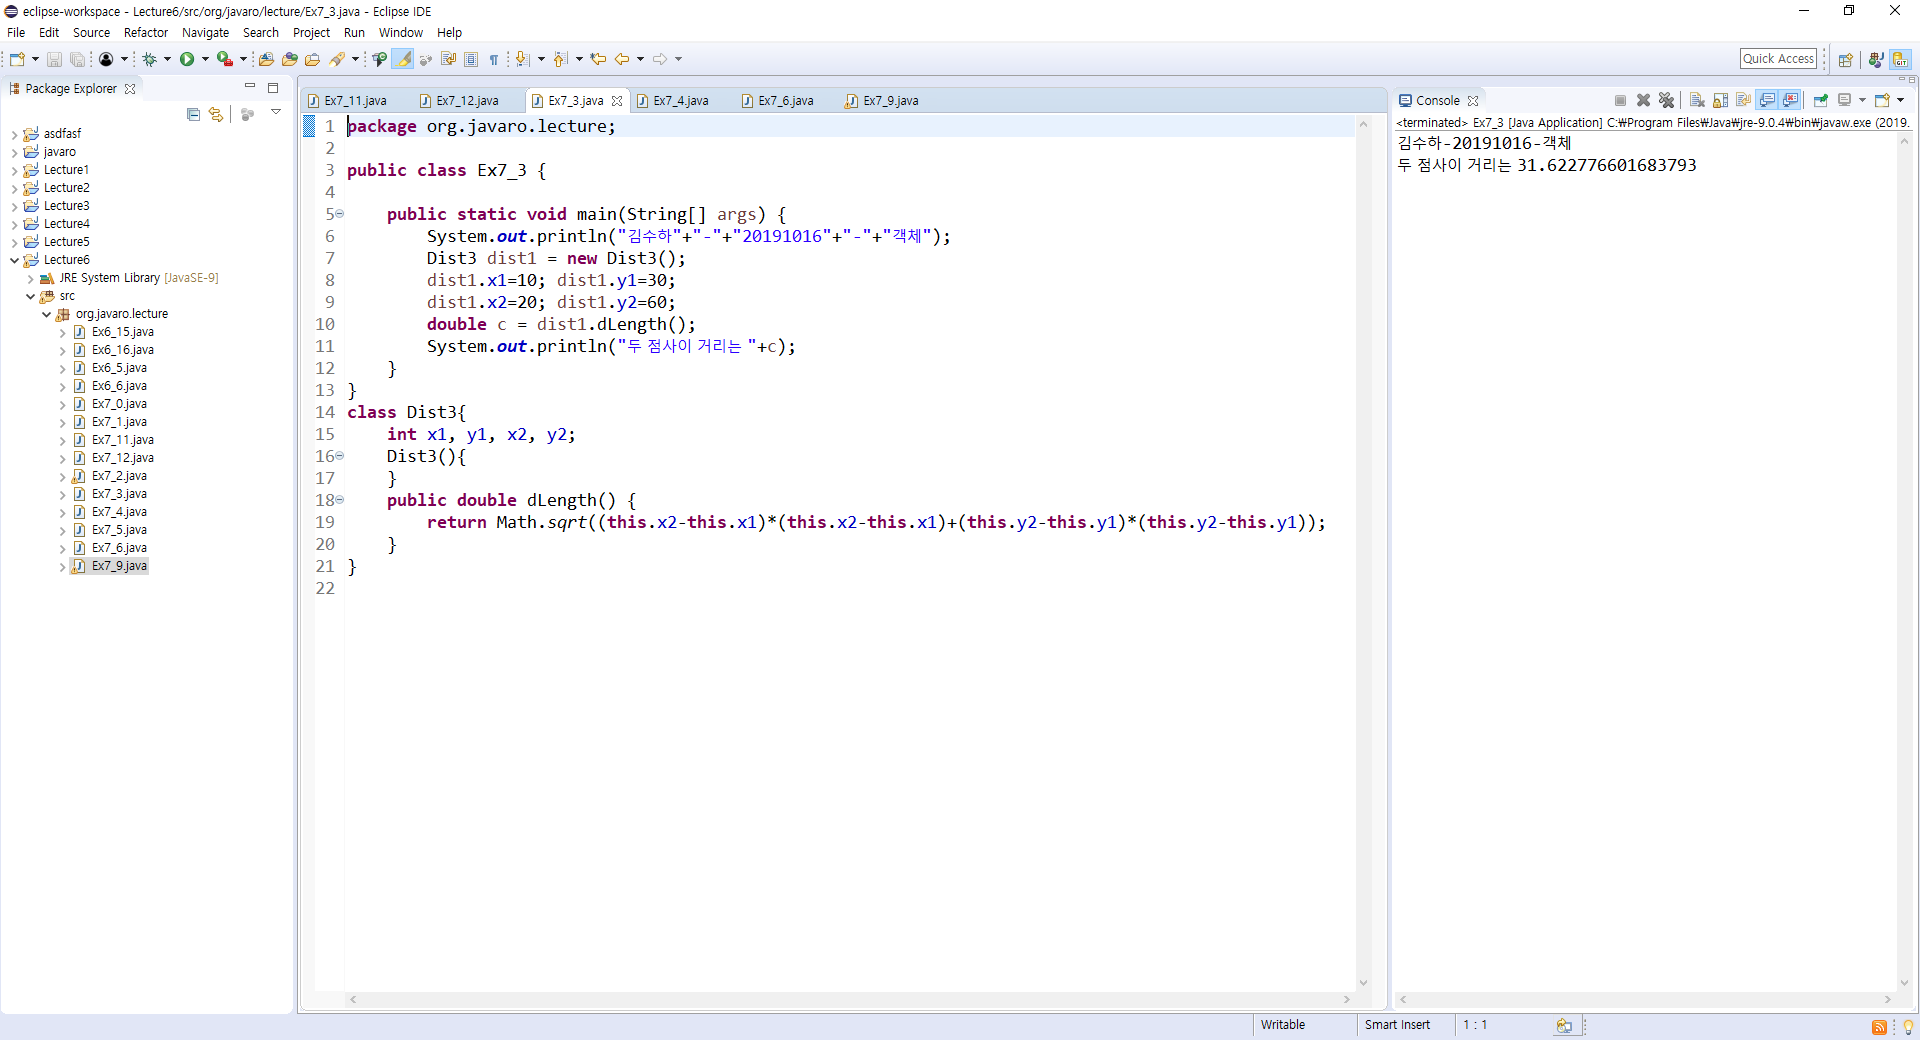 eclipse-workspace - Lecture6/src/org/javaro/lecture/Ex7_3.java - Eclipse IDE
File Edit Source Refactor Navigate Search Project Run Window Help
Quick Access
Package Explorer
asdfasf
javaro
Lecture1
Lecture2
Lecture3
Lecture4
Lecture5
Lecture6
JRE System Library [JavaSE-9]
src
org.javaro.lecture
Ex6_15.java
Ex6_16.java
Ex6_5.java
Ex6_6.java
Ex7_0.java
Ex7_1.java
Ex7_11.java
Ex7_12.java
Ex7_2.java
Ex7_3.java
Ex7_4.java
Ex7_5.java
Ex7_6.java
Ex7_9.java
Ex7_11.java Ex7_12.java Ex7_3.java Ex7_4.java Ex7_6.java Ex7_9.java
1 package org.javaro.lecture;
2
3 public class Ex7_3 {
4
5 public static void main(String[] args) {
6 System.out.println("김수하"+"-"+"20191016"+"-"+"객체");
7 Dist3 dist1 = new Dist3();
8 dist1.x1=10; dist1.y1=30;
9 dist1.x2=20; dist1.y2=60;
10 double c = dist1.dLength();
11 System.out.println("두 점사이 거리는 "+c);
12 }
13 }
14 class Dist3{
15 int x1, y1, x2, y2;
16 Dist3(){
17 }
18 public double dLength() {
19 return Math.sqrt((this.x2-this.x1)*(this.x2-this.x1)+(this.y2-this.y1)*(this.y2-this.y1));
20 }
21 }
22
Console
<terminated> Ex7_3 [Java Application] C:₩Program Files₩Java₩jre-9.0.4₩bin₩javaw.exe (2019.
김수하-20191016-객체
두 점사이 거리는 31.622776601683793
Writable Smart Insert 1 : 1